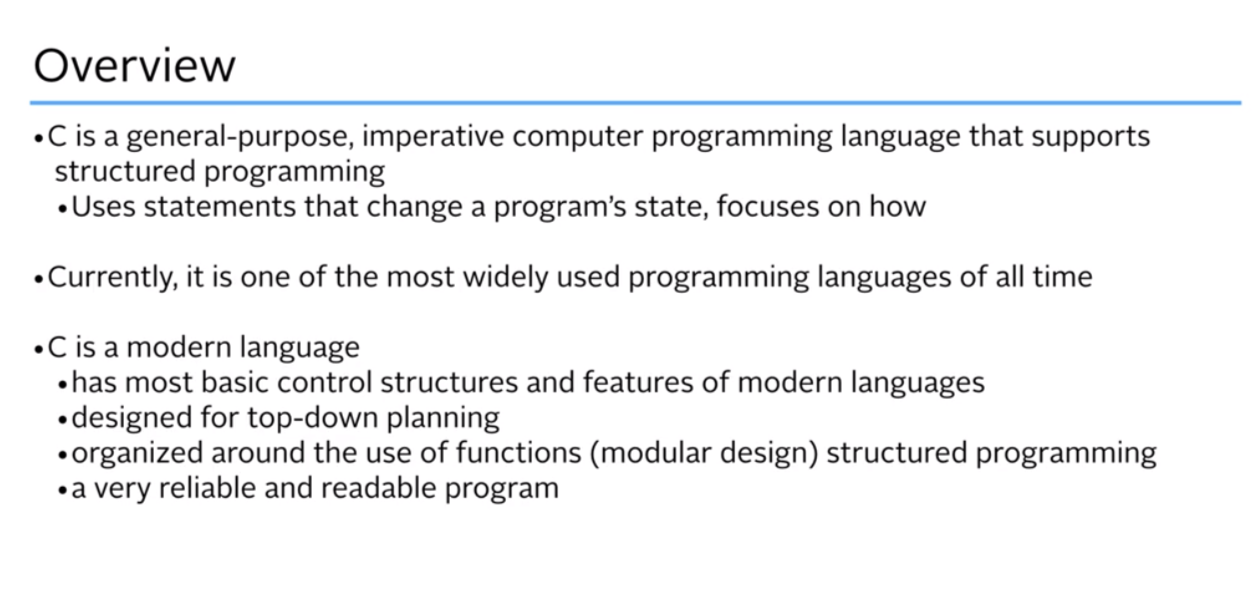 Overview
•C is a general-purpose, imperative computer programming language that supports
structured programming
•Uses statements that change a program’s state, focuses on how
•Currently, it is one of the most widely used programming languages of all time
•C is a modern language
•has most basic control structures and features of modern languages
•designed for top-down planning
•organized around the use of functions (modular design) structured programming
•a very reliable and readable program